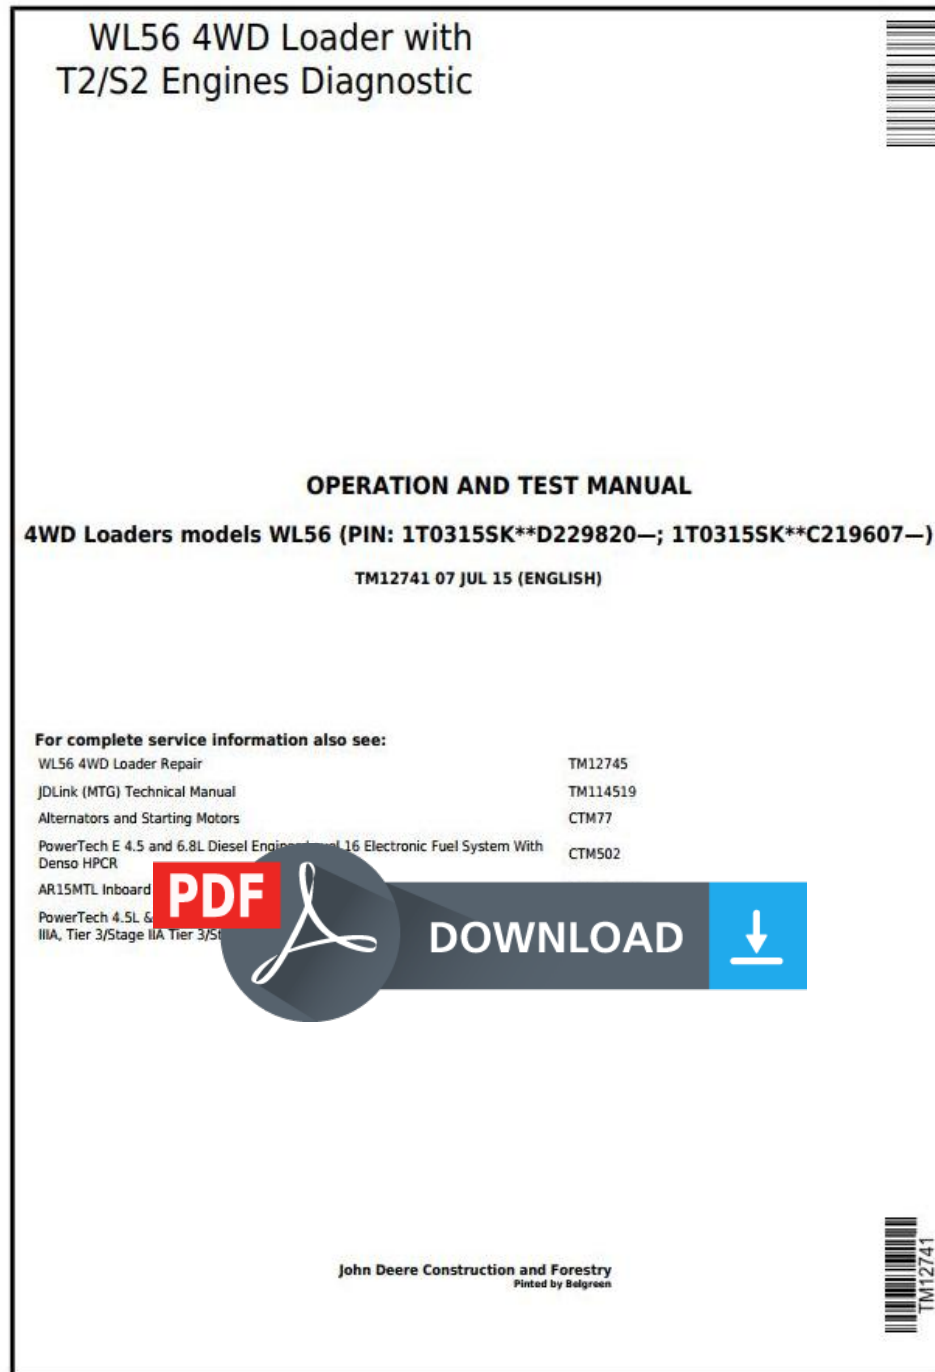 WL56 4WD Loader with
T2/S2 Engines Diagnostic
OPERATION AND TEST MANUAL
4WD Loaders models WL56 (PIN: 1T0315SK**D229820—; 1T0315SK**C219607—)
TM12741 07 JUL 15 (ENGLISH)
For complete service information also see:
WL56 4WD Loader Repair TM12745
JDLink (MTG) Technical Manual TM114519
Alternators and Starting Motors CTM77
PowerTech E 4.5 and 6.8L Diesel Engines 16 Electronic Fuel System With
Denso HPCR CTM502
AR15MTL Inboard
PowerTech 4.5L &
IIIA, Tier 3/Stage IIA Tier 3/
PDF
DOWNLOAD
John Deere Construction and Forestry
Pinted by Belgreen
TM12741